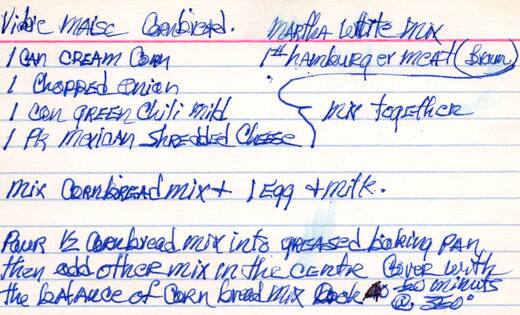 Vickie Maise Cornbread. Martha White Mix
1 Can Cream Corn 1# hamburger meat (Brown)
1 Chopped onion
1 can green Chili mild mix together
1 Pk Mexican Shredded Cheese
mix Cornbread mix + 1 Egg + milk.
Pour 1/2 Cornbread mix into greased baking pan
then add other mix in the centre Cover with
the balance of corn bread mix Cook minuts
@ 350°